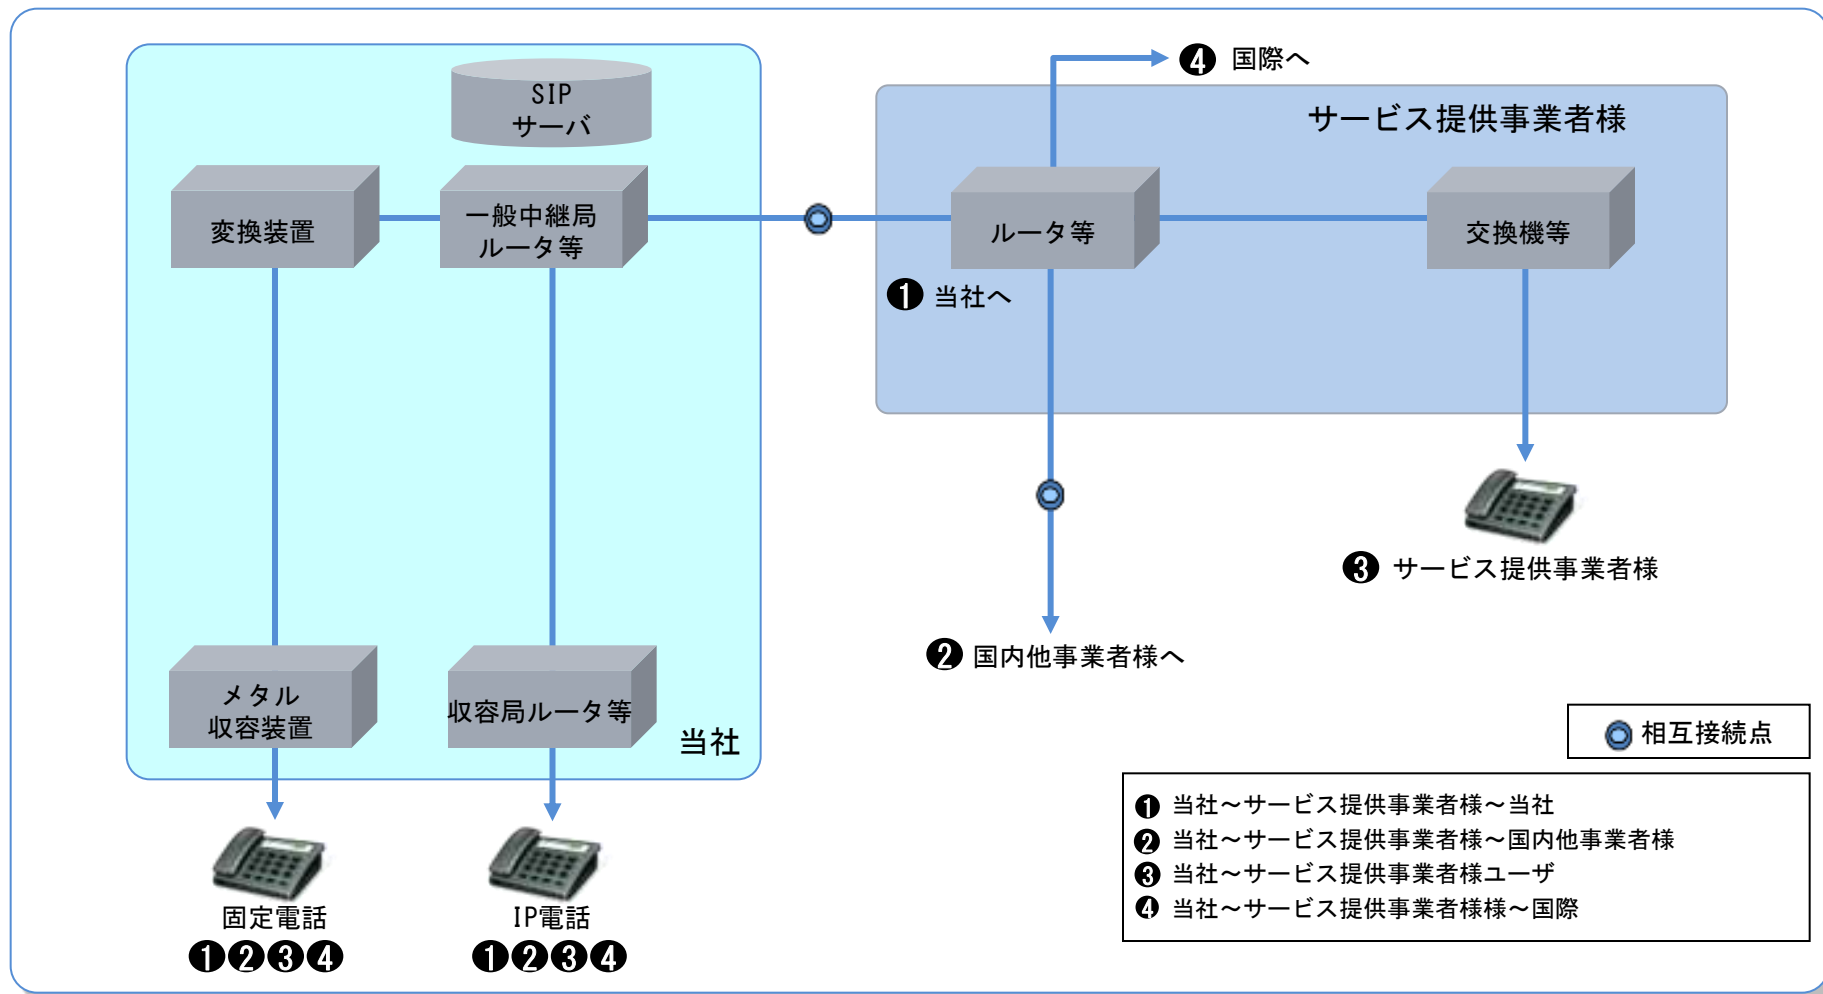 SIP
サーバ
変換装置
一般中継局
ルータ等
メタル
収容装置
収容局ルータ等
当社
固定電話
❶❷❸❹
IP電話
❶❷❸❹
❹ 国際へ
サービス提供事業者様
ルータ等
交換機等
❶ 当社へ
❷ 国内他事業者様へ
❸ サービス提供事業者様
相互接続点
❶ 当社～サービス提供事業者様～当社
❷ 当社～サービス提供事業者様～国内他事業者様
❸ 当社～サービス提供事業者様ユーザ
❹ 当社～サービス提供事業者様様～国際